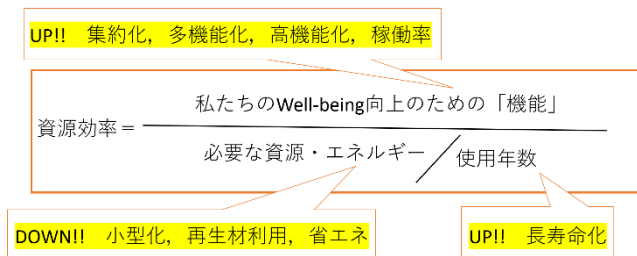 UP!! 集約化，多機能化，高機能化，稼働率
私たちのWell-being向上のための「機能」
資源効率＝
必要な資源・エネルギー／使用年数
DOWN!! 小型化，再生材利用，省エネ
UP!! 長寿命化